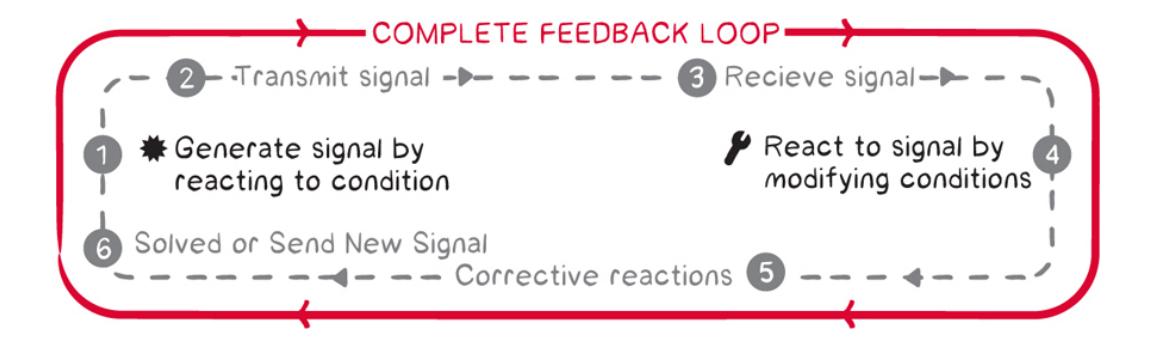 COMPLETE FEEDBACK LOOP
2 Transmit signal
3 Recieve signal
1 Generate signal by
reacting to condition
React to signal by 4
modifying conditions
6 Solved or Send New Signal
Corrective reactions 5